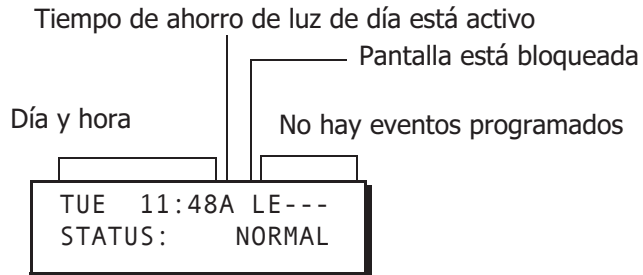 Tiempo de ahorro de luz de día está activo
Pantalla está bloqueada
Día y hora
No hay eventos programados
TUE 11:48A LE---
STATUS: NORMAL